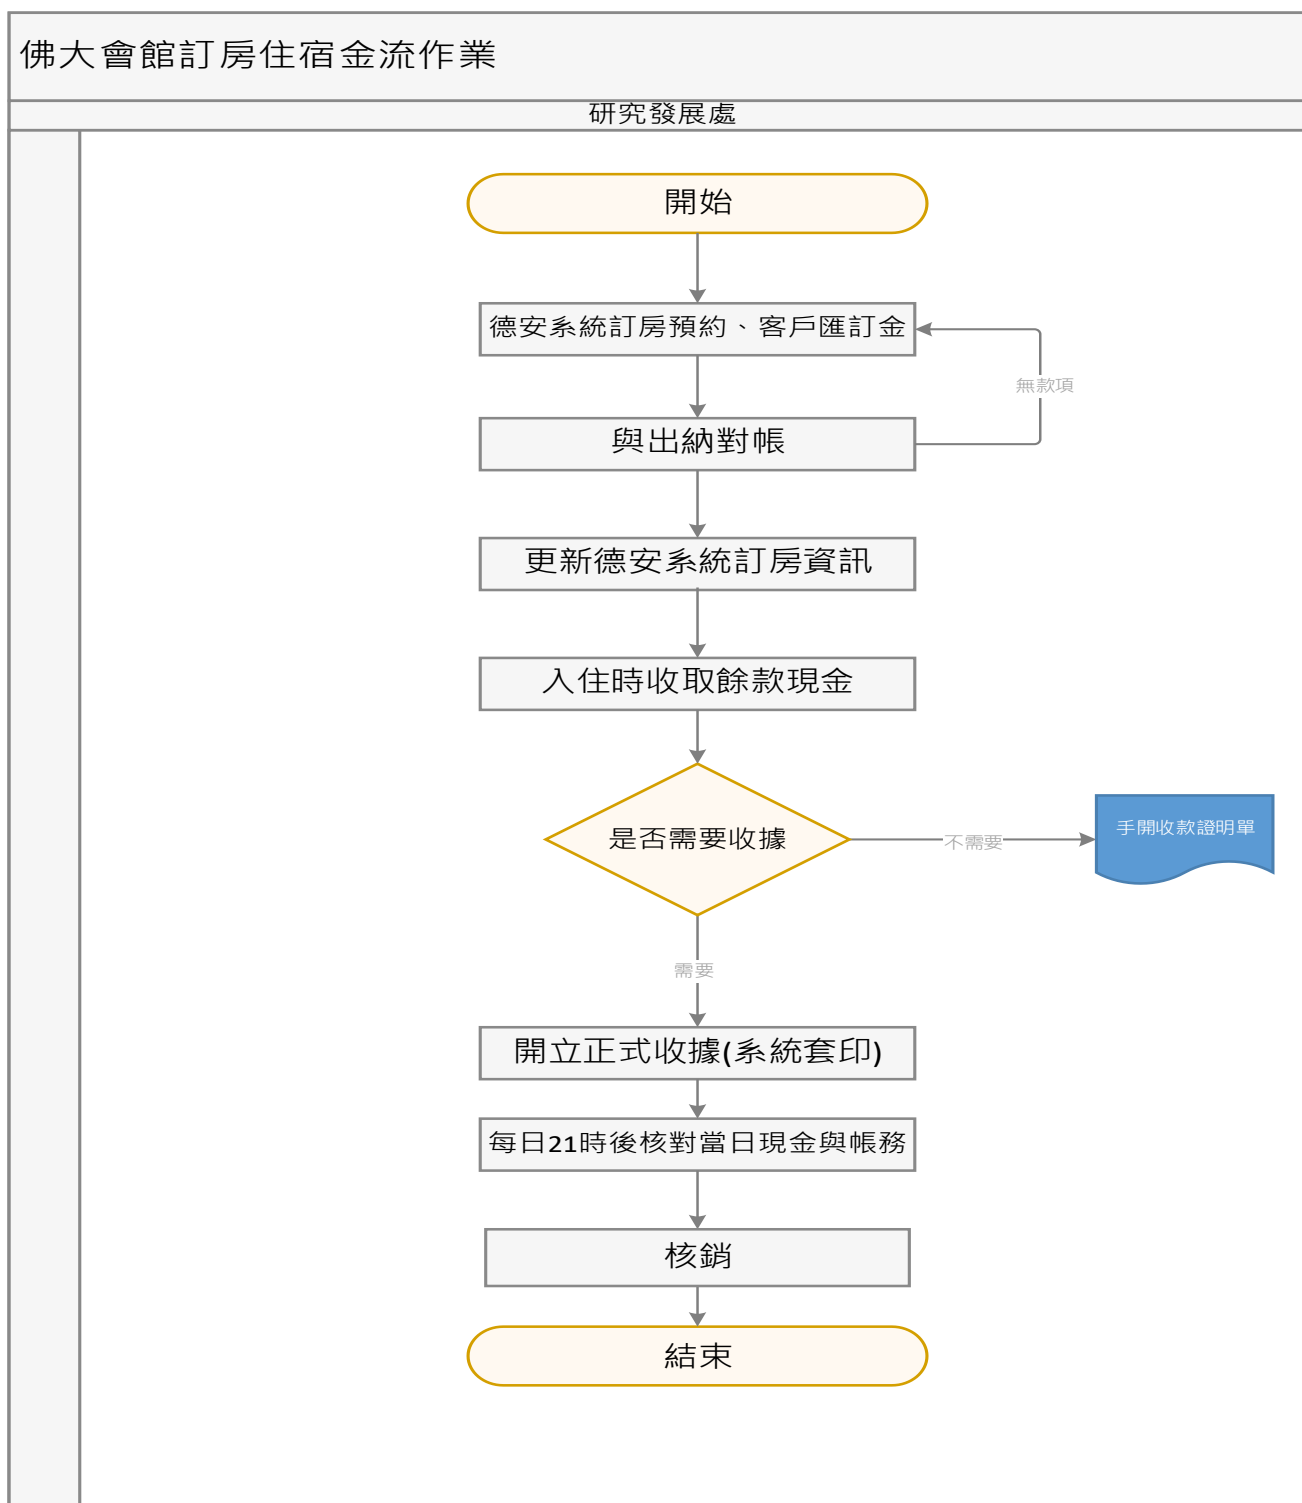 佛大會館訂房住宿金流作業
研究發展處
開始
德安系統訂房預約、客戶匯訂金
無款項
與出納對帳
更新德安系統訂房資訊
入住時收取餘款現金
是否需要收據
不需要
手開收款證明單
需要
開立正式收據(系統套印)
每日21時後核對當日現金與帳務
核銷
結束